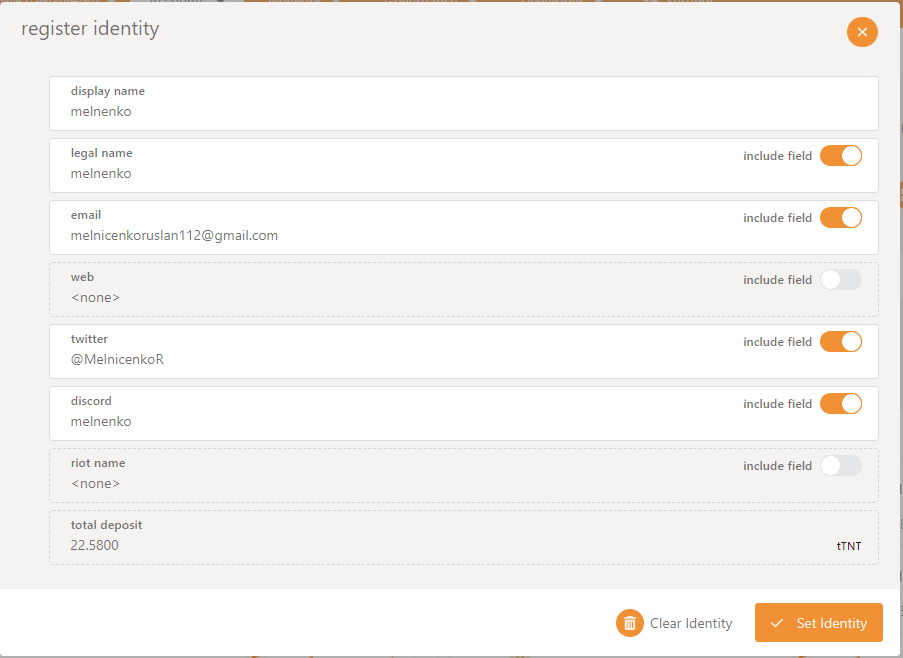 register identity
display name
melnenko
legal name
include field
melnenko
email
include field
melnicenkoruslan112@gmail.com
web
include field
<none>
twitter
include field
@MelnicenkoR
discord
include field
melnenko
riot name
include field
<none>
total deposit
22.5800
tTNT
Clear Identity
Set Identity